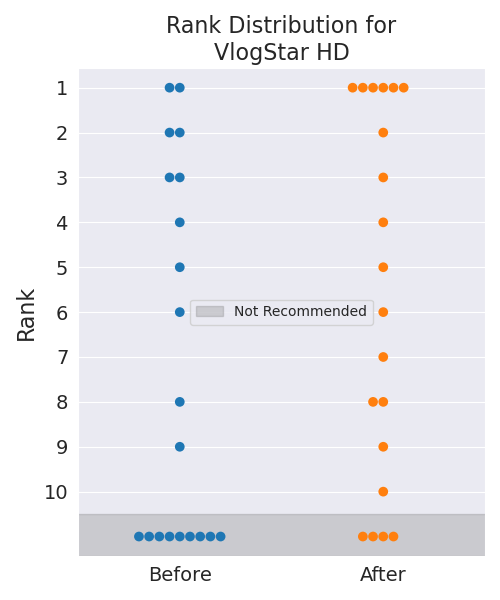 Rank Distribution for
VlogStar HD
Rank
1
2
3
4
5
6
7
8
9
10
Not Recommended
Before
After